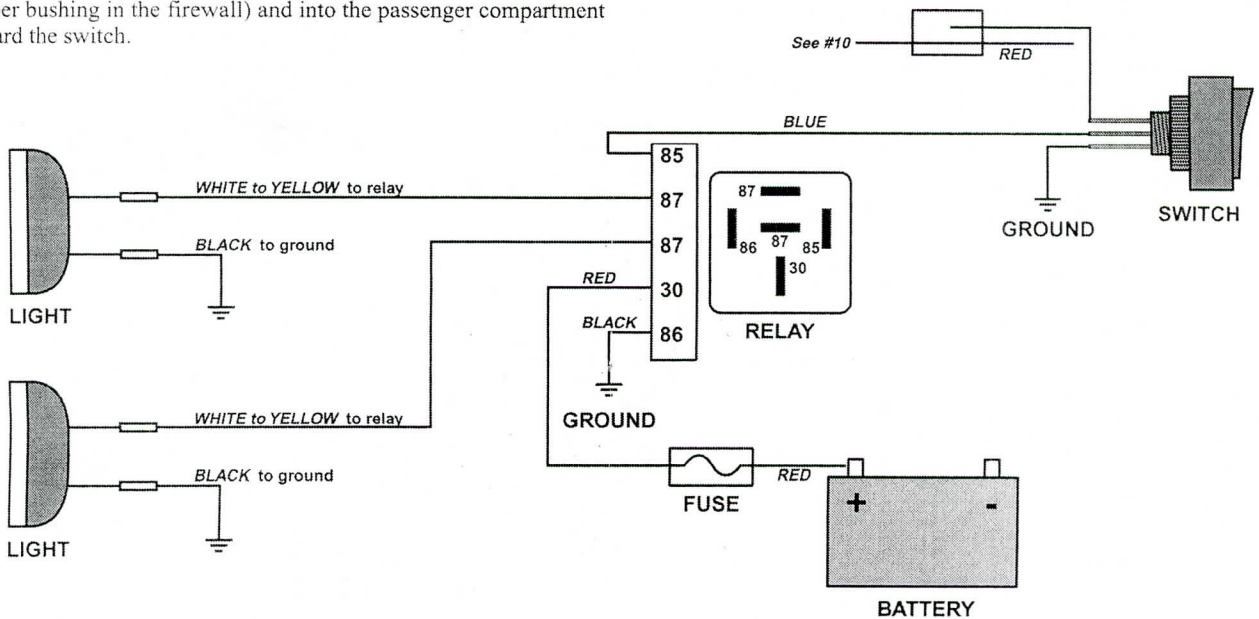 er bushing in the firewall) and into the passenger compartment
ard the switch.
See #10
RED
BLUE
85
WHITE to YELLOW to relay
87
BLACK to ground
87
RED
30
BLACK
86
GROUND
LIGHT
87
86
87
85
30
RELAY
GROUND
SWITCH
WHITE to YELLOW to relay
BLACK to ground
LIGHT
FUSE
RED
+
-
BATTERY